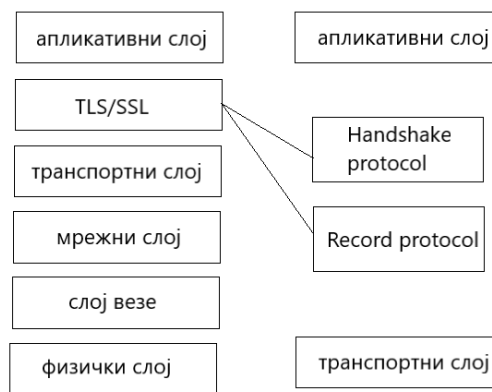 апликативни слој
TLS/SSL
транспортни слој
мрежни слој
слој везе
физички слој
апликативни слој
Handshake
protocol
Record protocol
транспортни слој